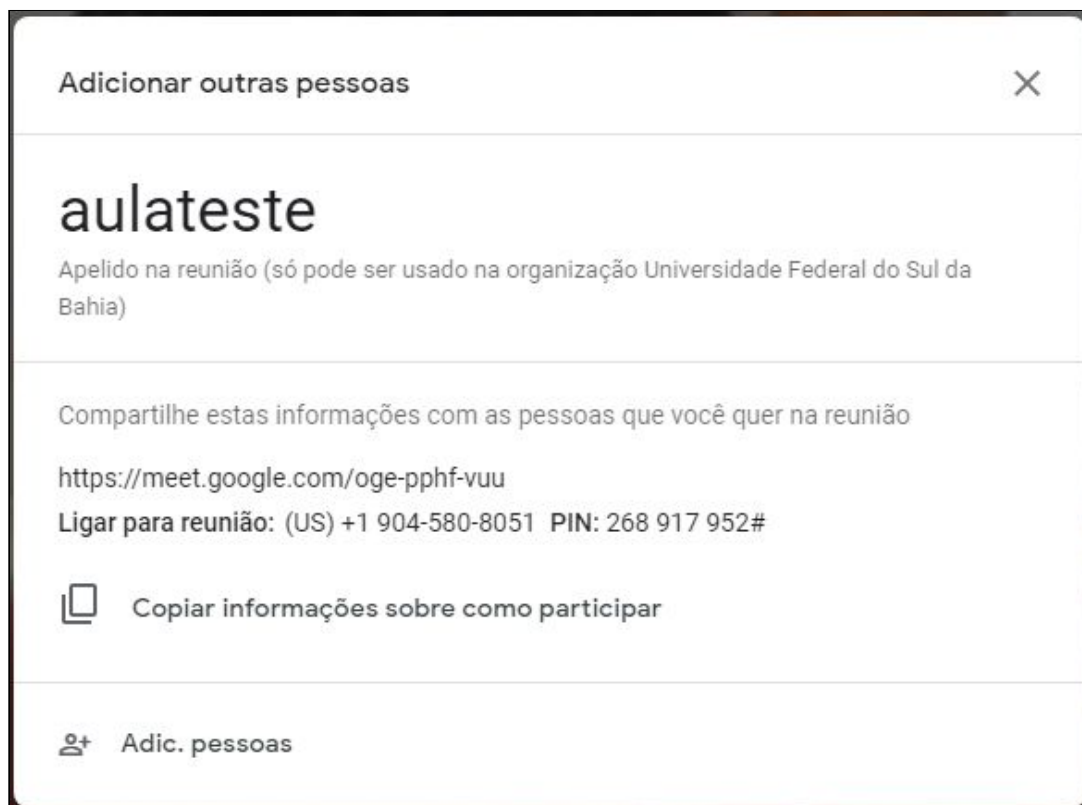 Adicionar outras pessoas
aulateste
Apelido na reunião (só pode ser usado na organização Universidade Federal do Sul da
Bahia)
Compartilhe estas informações com as pessoas que você quer na reunião
https://meet.google.com/oge-pphf-vuu
Ligar para reunião: (US) +1 904-580-8051 PIN: 268 917 952#
Copiar informações sobre como participar
Adic. pessoas